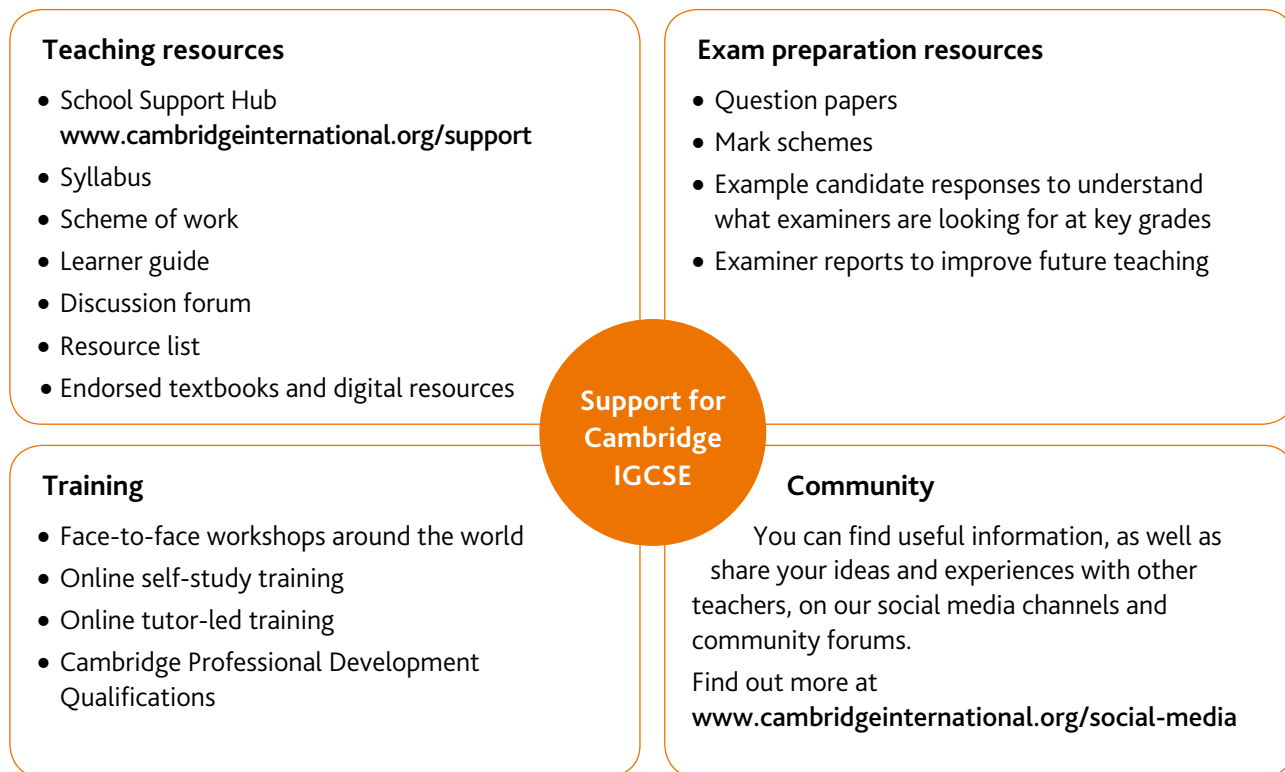 Teaching resources
• School Support Hub
www.cambridgeinternational.org/support
• Syllabus
• Scheme of work
• Learner guide
• Discussion forum
• Resource list
• Endorsed textbooks and digital resources
Exam preparation resources
• Question papers
• Mark schemes
• Example candidate responses to understand
what examiners are looking for at key grades
• Examiner reports to improve future teaching
Support for
Cambridge
IGCSE
Training
• Face-to-face workshops around the world
• Online self-study training
• Online tutor-led training
• Cambridge Professional Development
Qualifications
Community
You can find useful information, as well as
share your ideas and experiences with other
teachers, on our social media channels and
community forums.
Find out more at
www.cambridgeinternational.org/social-media